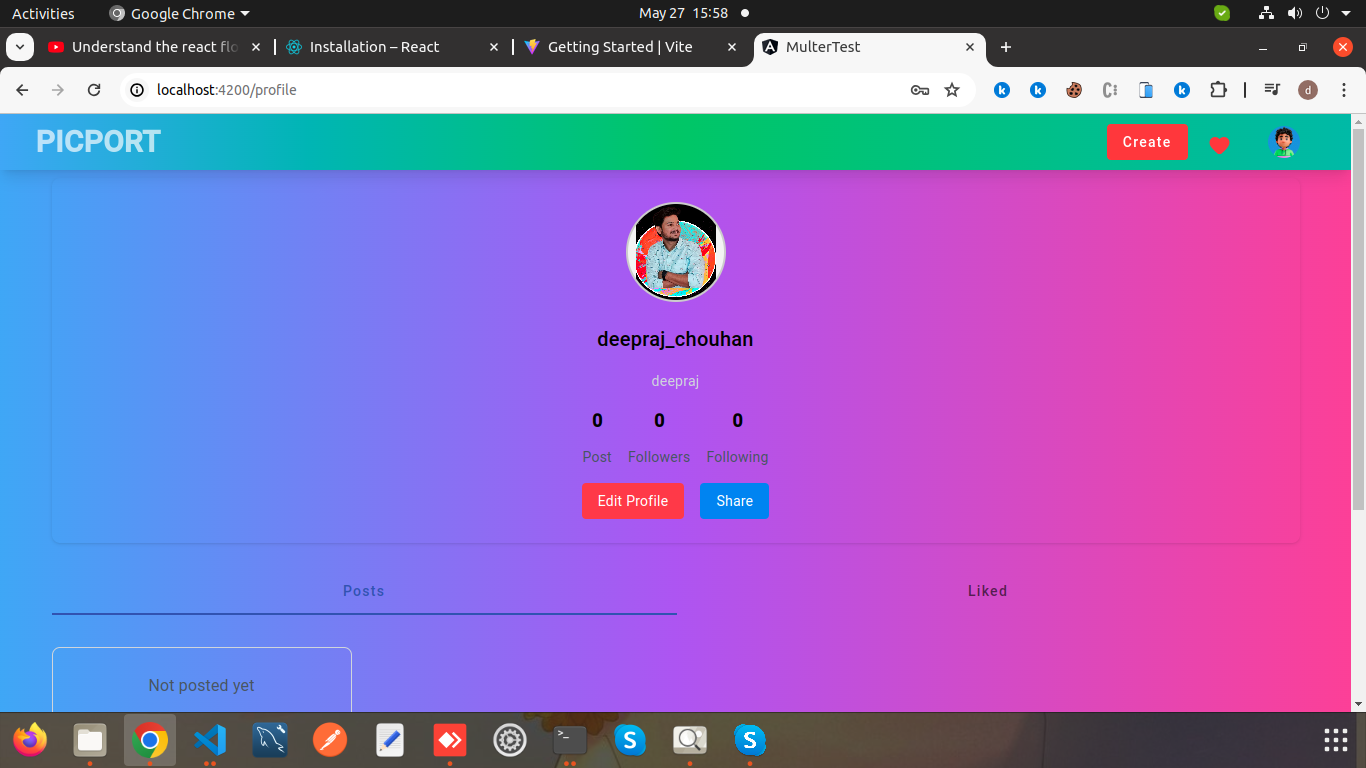 Activities Google Chrome May 27 15:58
Understand the react flo Installation – React Getting Started | Vite MulterTest
localhost:4200/profile d
PICPORT Create
deepraj_chouhan
deepraj
0 0 0
Post Followers Following
Edit Profile Share
Posts Liked
Not posted yet